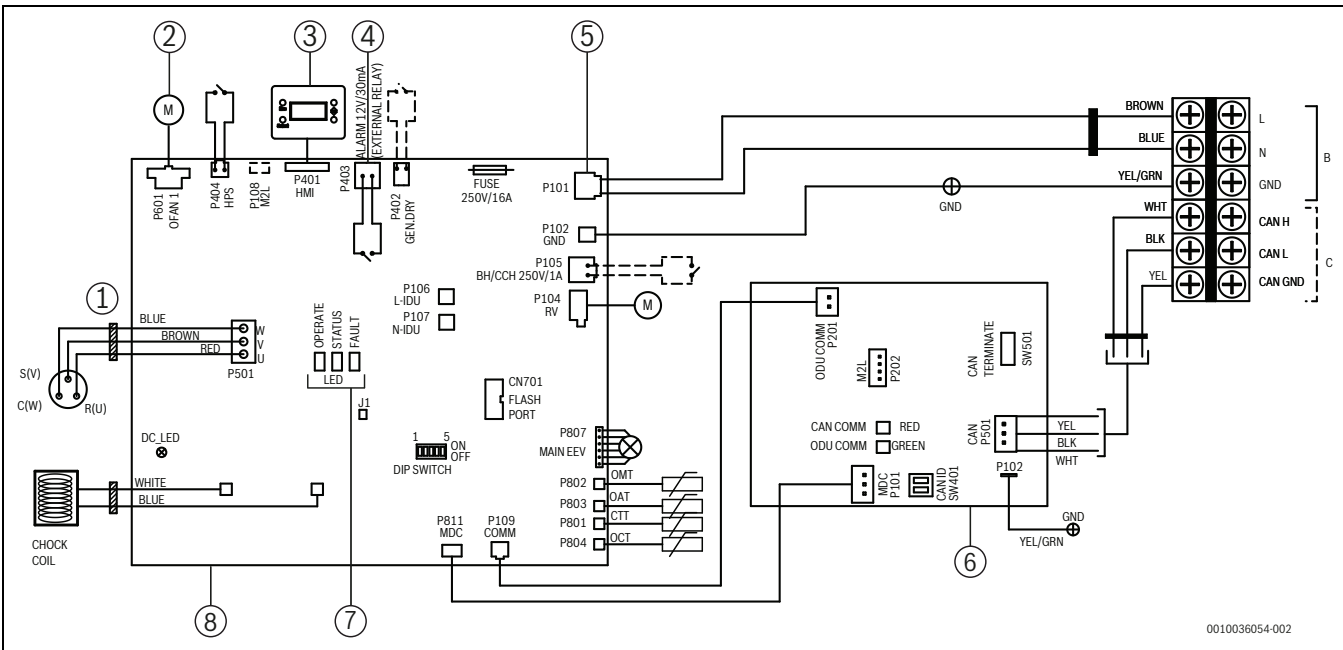 2
3
4
5
M
ALARM 12V/30mA
(EXTERNAL RELAY)
P601
OFAN 1
P404
HPS
P108
M2L
P401
HMI
P403
P402
GEN.DRY
FUSE
250V/16A
P101
P102
GND
P105
BH/CCH 250V/1A
P104
RV
M
BROWN
L
BLUE
N
B
YEL/GRN
GND
GND
WHT
CAN H
BLK
CAN L
C
YEL
CAN GND
1
BLUE
W
BROWN
V
RED
U
P501
S(V)
C(W)
R(U)
P106
L-IDU
P107
N-IDU
OPERATE
STATUS
FAULT
LED
J1
CN701
FLASH
PORT
DC_LED
1 5
ON
OFF
DIP SWITCH
P807
MAIN EEV
P802
OMT
P803
OAT
P801
CTT
P804
OCT
WHITE
BLUE
CHOCK
COIL
P811
MDC
P109
COMM
ODU COMM
P201
M2L
P202
CAN
TERMINATE
SW501
CAN COMM
RED
ODU COMM
GREEN
CAN
P501
YEL
BLK
WHT
MDC
P101
CAN ID
SW401
P102
GND
YEL/GRN
6
7
8
0010036054-002